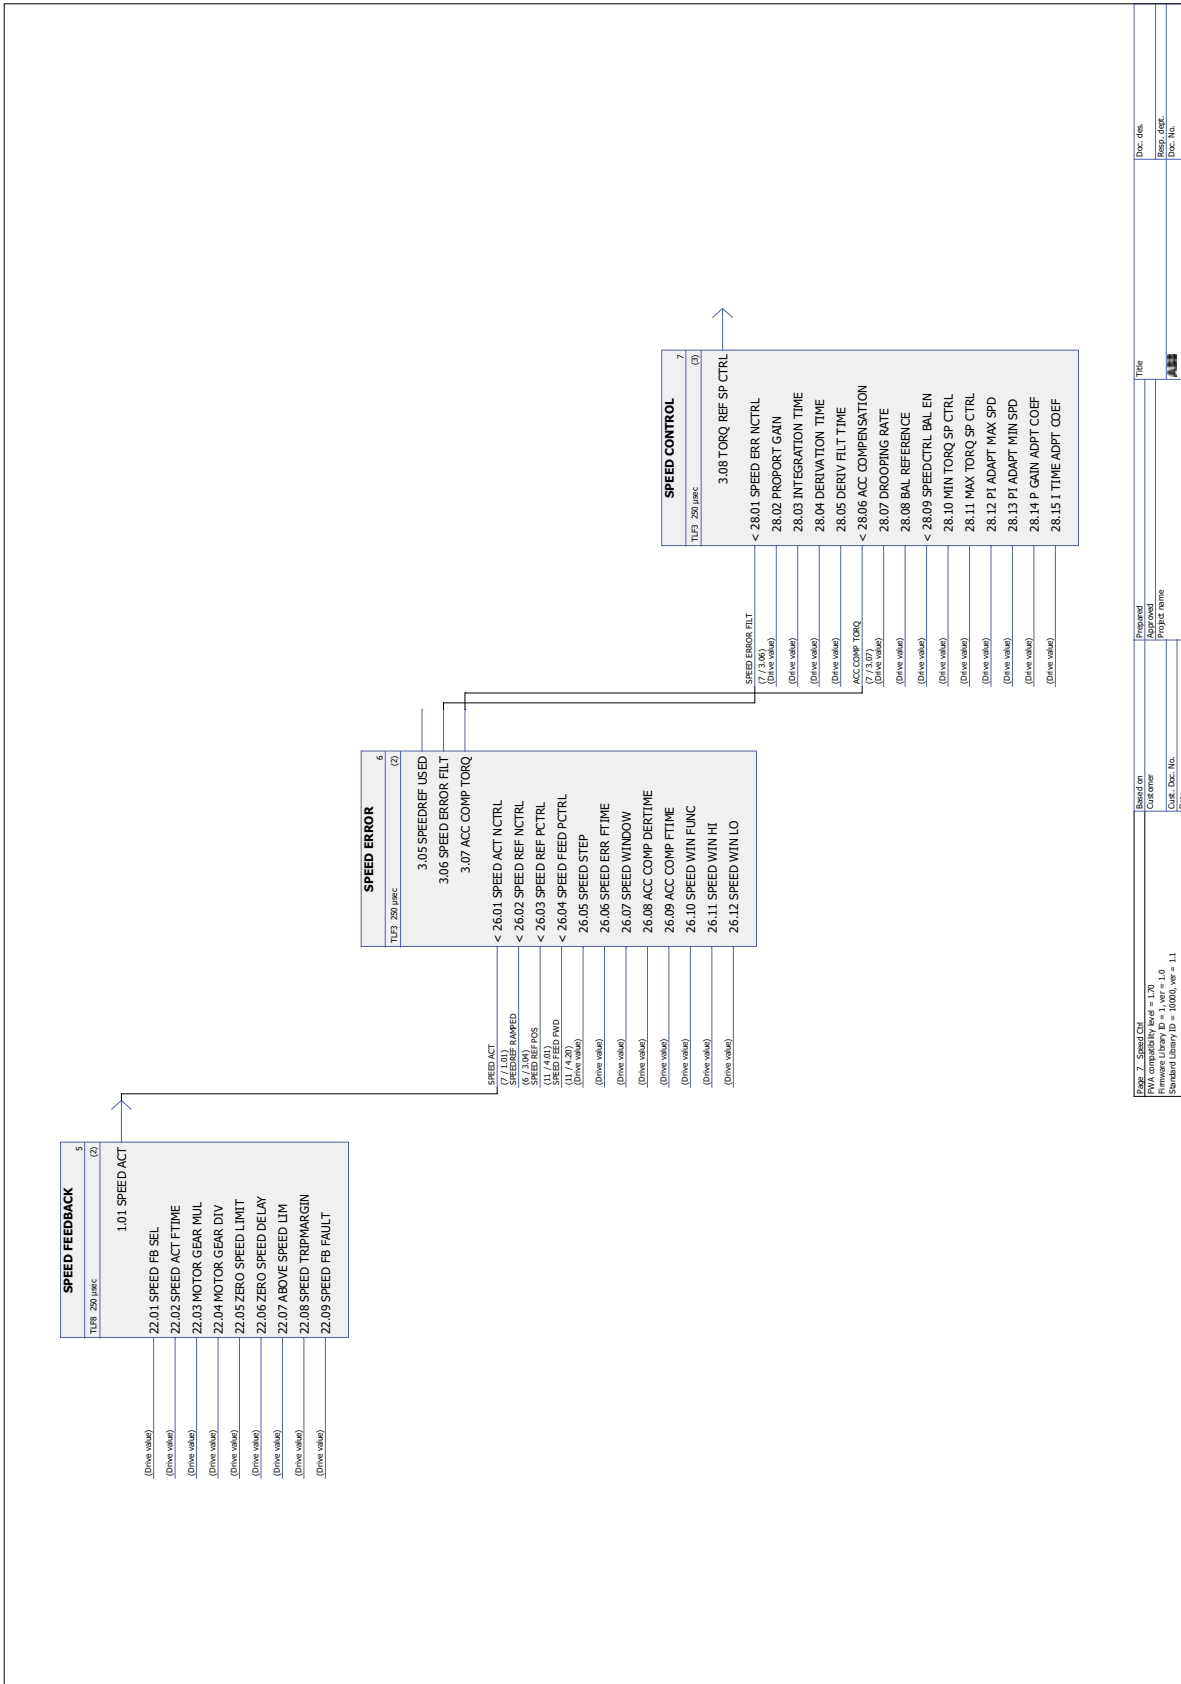 SPEED FEEDBACK
5
TLF8 250 µsec
(2)
1.01 SPEED ACT
(Drive value)
22.01 SPEED FB SEL
(Drive value)
22.02 SPEED ACT FTIME
(Drive value)
22.03 MOTOR GEAR MUL
(Drive value)
22.04 MOTOR GEAR DIV
(Drive value)
22.05 ZERO SPEED LIMIT
(Drive value)
22.06 ZERO SPEED DELAY
(Drive value)
22.07 ABOVE SPEED LIM
(Drive value)
22.08 SPEED TRIPMARGIN
(Drive value)
22.09 SPEED FB FAULT
SPEED ERROR
6
TLF3 250 µsec
(2)
3.05 SPEEDREF USED
3.06 SPEED ERROR FILT
3.07 ACC COMP TORQ
SPEED ACT
< 26.01 SPEED ACT NCTRL
(7 / 1.01)
SPEEDREF RAMPED
< 26.02 SPEED REF NCTRL
(6 / 3.04)
SPEED REF POS
< 26.03 SPEED REF PCTRL
(11 / 4.01)
SPEED FEED FWD
< 26.04 SPEED FEED PCTRL
(11 / 4.20)
(Drive value)
26.05 SPEED STEP
(Drive value)
26.06 SPEED ERR FTIME
(Drive value)
26.07 SPEED WINDOW
(Drive value)
26.08 ACC COMP DERTIME
(Drive value)
26.09 ACC COMP FTIME
(Drive value)
26.10 SPEED WIN FUNC
(Drive value)
26.11 SPEED WIN HI
(Drive value)
26.12 SPEED WIN LO
SPEED CONTROL
7
TLF3 250 µsec
(3)
3.08 TORQ REF SP CTRL
SPEED ERROR FILT
< 28.01 SPEED ERR NCTRL
(7 / 3.06)
(Drive value)
28.02 PROPORT GAIN
(Drive value)
28.03 INTEGRATION TIME
(Drive value)
28.04 DERIVATION TIME
(Drive value)
28.05 DERIV FILT TIME
ACC COMP TORQ
< 28.06 ACC COMPENSATION
(7 / 3.07)
(Drive value)
28.07 DROOPING RATE
(Drive value)
28.08 BAL REFERENCE
(Drive value)
< 28.09 SPEEDCTRL BAL EN
(Drive value)
28.10 MIN TORQ SP CTRL
(Drive value)
28.11 MAX TORQ SP CTRL
(Drive value)
28.12 PI ADAPT MAX SPD
(Drive value)
28.13 PI ADAPT MIN SPD
(Drive value)
28.14 P GAIN ADPT COEF
(Drive value)
28.15 I TIME ADPT COEF
Page 7 Speed Ctrl
FWA compatibility level = 1.70
Firmware Library ID = 1, ver = 1.0
Standard Library ID = 10000, ver = 1.1
Based on
Customer
Cust. Doc. No.
Prepared
Approved
Project name
Title
ABB
Doc. des.
Resp. dept.
Doc. No.